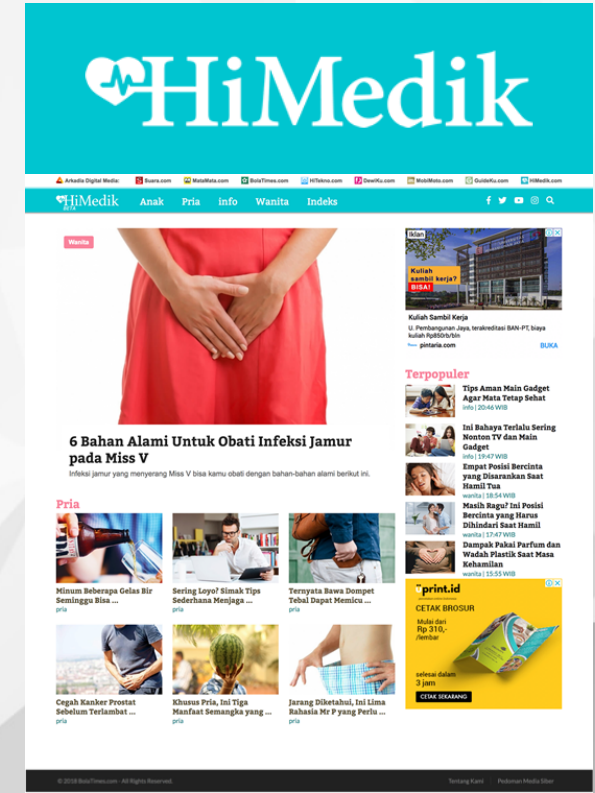 HiMedik
Arkadia Digital Media: Suara.com MataMata.com BolaTimes.com HiTekno.com DewiKu.com MobiMoto.com GuideKu.com HiMedik.com
HiMedik Anak Pria info Wanita Indeks
BETA
Wanita
6 Bahan Alami Untuk Obati Infeksi Jamur
pada Miss V
Infeksi jamur yang menyerang Miss V bisa kamu obati dengan bahan-bahan alami berikut ini.
Pria
Minum Beberapa Gelas Bir
Seminggu Bisa ...
pria
Sering Loyo? Simak Tips
Sederhana Menjaga ...
pria
Ternyata Bawa Dompet
Tebal Dapat Memicu ...
pria
Cegah Kanker Prostat
Sebelum Terlambat ...
pria
Khusus Pria, Ini Tiga
Manfaat Semangka yang ...
pria
Jarang Diketahui, Ini Lima
Rahasia Mr P yang Perlu ...
pria
Iklan
Kuliah
sambil kerja?
BISA!
Kuliah Sambil Kerja
U. Pembangunan Jaya, terakreditasi BAN-PT, biaya
kuliah Rp850rb/bln
pintaria.com BUKA
Terpopuler
Tips Aman Main Gadget
Agar Mata Tetap Sehat
info | 20:46 WIB
Ini Bahaya Terlalu Sering
Nonton TV dan Main
Gadget
info | 19:47 WIB
Empat Posisi Bercinta
yang Disarankan Saat
Hamil Tua
wanita | 18:54 WIB
Masih Ragu? Ini Posisi
Bercinta yang Harus
Dihindari Saat Hamil
wanita | 17:47 WIB
Dampak Pakai Parfum dan
Wadah Plastik Saat Masa
Kehamilan
wanita | 15:55 WIB
üprint.id
CETAK BROSUR
Mulai dari
Rp 310,-
/lembar
selesai dalam
3 jam
CETAK SEKARANG
© 2018 BolaTimes.com - All Rights Reserved.
Tentang Kami Pedoman Media Siber